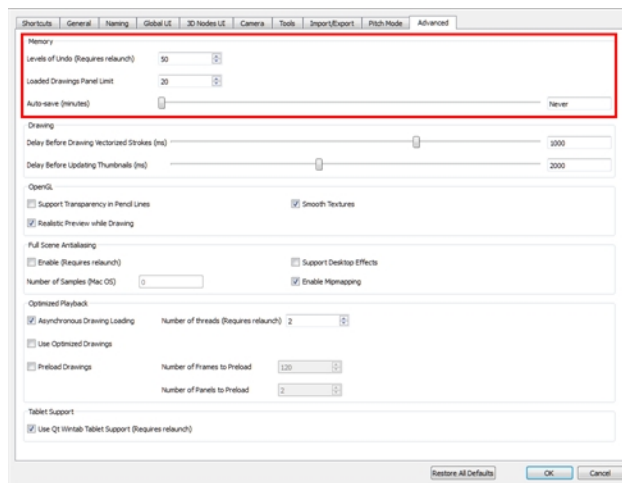 Shortcuts General Naming Global UI 3D Nodes UI Camera Tools Import/Export Pitch Mode Advanced
Memory
Levels of Undo (Requires relaunch) 50
Loaded Drawings Panel Limit 20
Auto-save (minutes) Never
Drawing
Delay Before Drawing Vectorized Strokes (ms) 1000
Delay Before Updating Thumbnails (ms) 2000
OpenGL
Support Transparency in Pencil Lines Smooth Textures
Realistic Preview while Drawing
Full Scene Antialiasing
Enable (Requires relaunch) Support Desktop Effects
Number of Samples (Mac OS) 0 Enable Mipmapping
Optimized Playback
Asynchronous Drawing Loading Number of threads (Requires relaunch) 2
Use Optimized Drawings
Preload Drawings Number of Frames to Preload 120
Number of Panels to Preload 2
Tablet Support
Use Qt Wintab Tablet Support (Requires relaunch)
Restore All Defaults OK Cancel